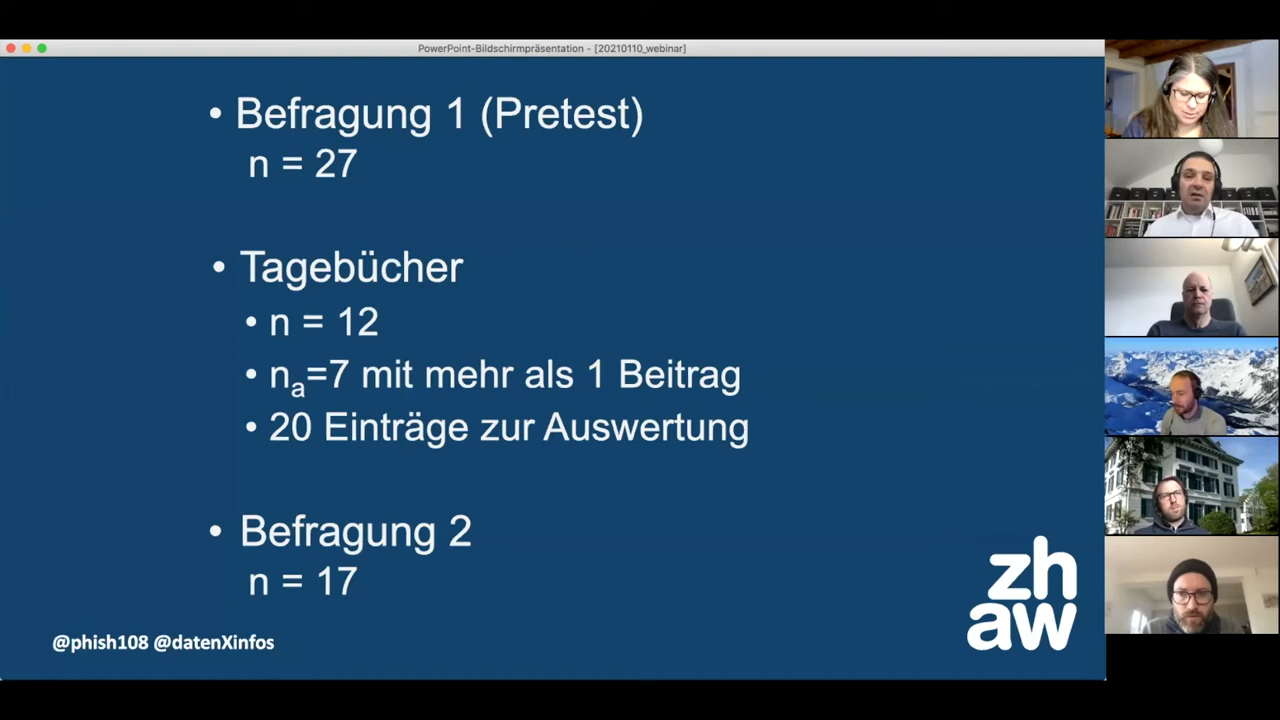 PowerPoint-Bildschirmpräsentation - [20210110_webinar]
• Befragung 1 (Pretest)
n = 27
• Tagebücher
• n = 12
• na=7 mit mehr als 1 Beitrag
• 20 Einträge zur Auswertung
• Befragung 2
n = 17
zh
aw
@phish108 @datenXinfos